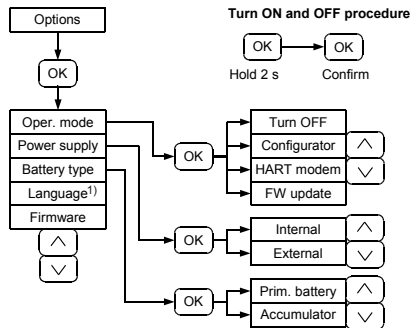 Options
OK
Turn ON and OFF procedure
OK OK
Hold 2 s Confirm
Oper. mode
Power supply
Battery type
Language1)
Firmware
OK
Turn OFF
Configurator
HART modem
FW update
OK
Internal
External
OK
Prim. battery
Accumulator